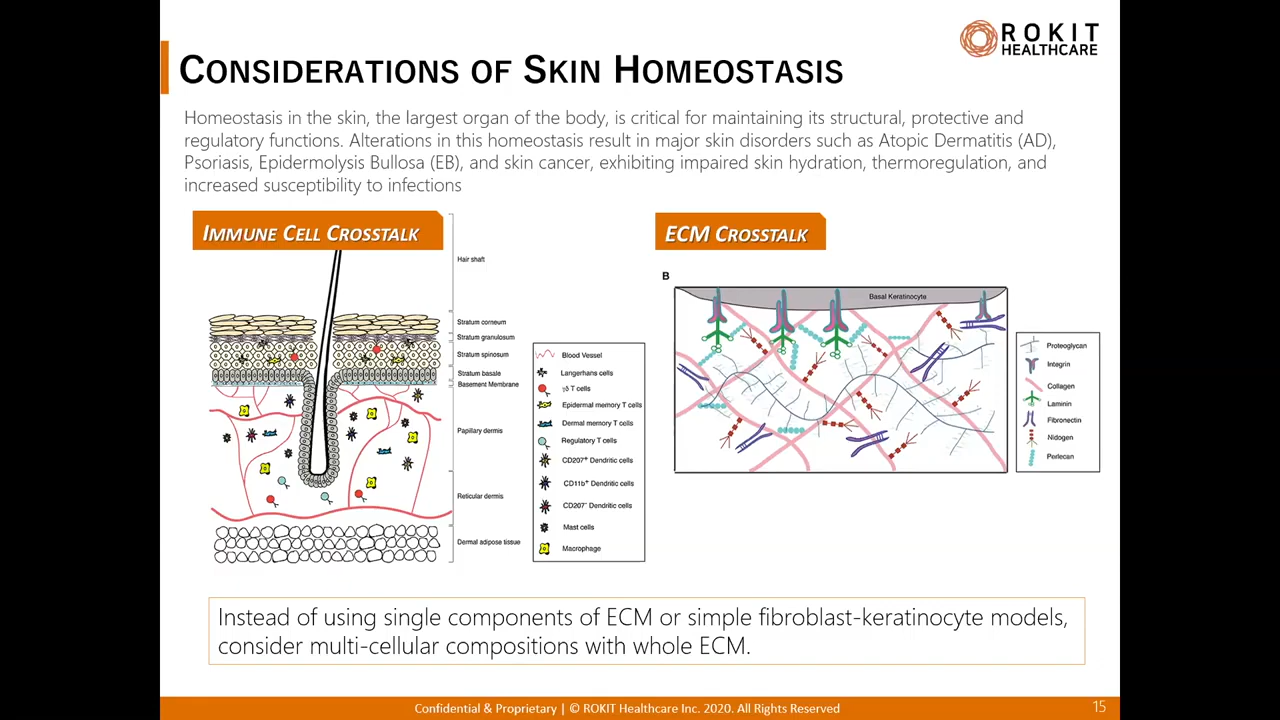 ROKIT
HEALTHCARE
CONSIDERATIONS OF SKIN HOMEOSTASIS
Homeostasis in the skin, the largest organ of the body, is critical for maintaining its structural, protective and
regulatory functions. Alterations in this homeostasis result in major skin disorders such as Atopic Dermatitis (AD),
Psoriasis, Epidermolysis Bullosa (EB), and skin cancer, exhibiting impaired skin hydration, thermoregulation, and
increased susceptibility to infections
IMMUNE CELL CROSSTALK
Hair shaft
Stratum corneum
Stratum granulosum
Stratum spinosum
Stratum basale
Basement Membrane
Papillary dermis
Reticular dermis
Dermal adipose tissue
Blood Vessel
Langerhans cells
γδ T cells
Epidermal memory T cells
Dermal memory T cells
Regulatory T cells
CD207+ Dendritic cells
CD11b+ Dendritic cells
CD207- Dendritic cells
Mast cells
Macrophage
ECM CROSSTALK
B
Basal Keratinocyte
Proteoglycan
Integrin
Collagen
Laminin
Fibronectin
Nidogen
Perlecan
Instead of using single components of ECM or simple fibroblast-keratinocyte models,
consider multi-cellular compositions with whole ECM.
Confidential & Proprietary | © ROKIT Healthcare Inc. 2020. All Rights Reserved
15